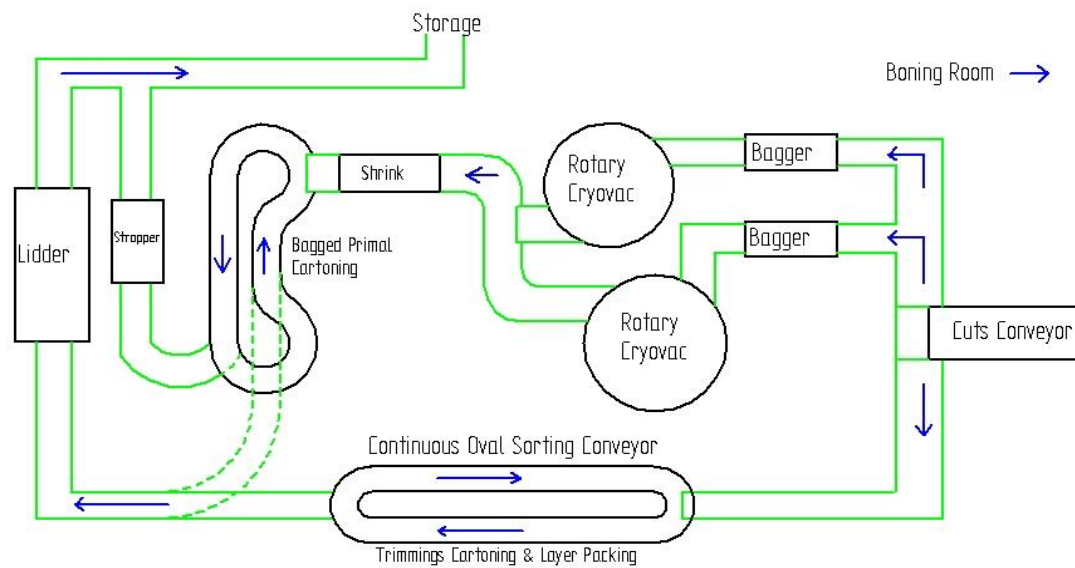 Storage
Boning Room
Bagger
Rotary
Cryovac
Shrink
Lidder
Strapper
Bagged Primal
Cartoning
Bagger
Rotary
Cryovac
Cuts Conveyor
Continuous Oval Sorting Conveyor
Trimmings Cartoning & Layer Packing